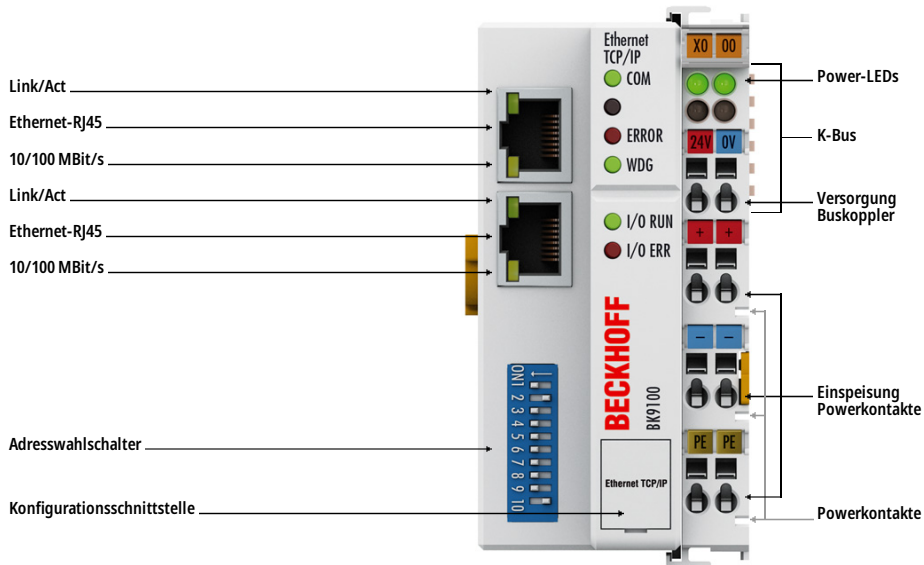 Link/Act
Ethernet-RJ45
10/100 MBit/s
Link/Act
Ethernet-RJ45
10/100 MBit/s
Adresswahlschalter
Konfigurationsschnittstelle
Ethernet
TCP/IP
COM
ERROR
WDG
I/O RUN
I/O ERR
BECKHOFF
BK9100
Ethernet TCP/IP
ON
1
2
3
4
5
6
7
8
9
10
X0 00
24V 0V
+ +
– –
PE PE
Power-LEDs
K-Bus
Versorgung
Buskoppler
Einspeisung
Powerkontakte
Powerkontakte